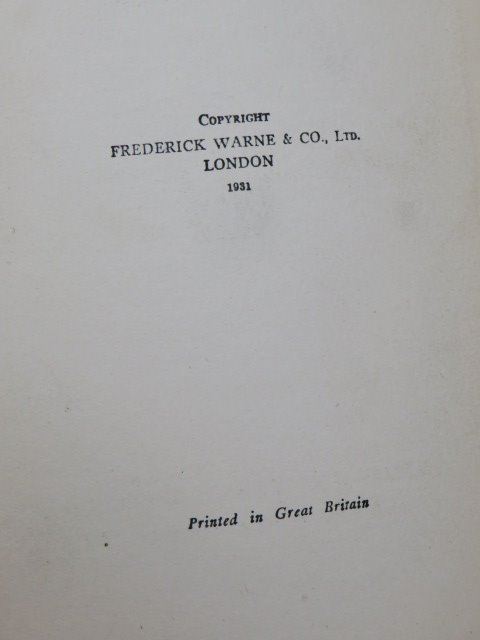 COPYRIGHT
FREDERICK WARNE & CO., LTD.
LONDON
1931
Printed in Great Britain